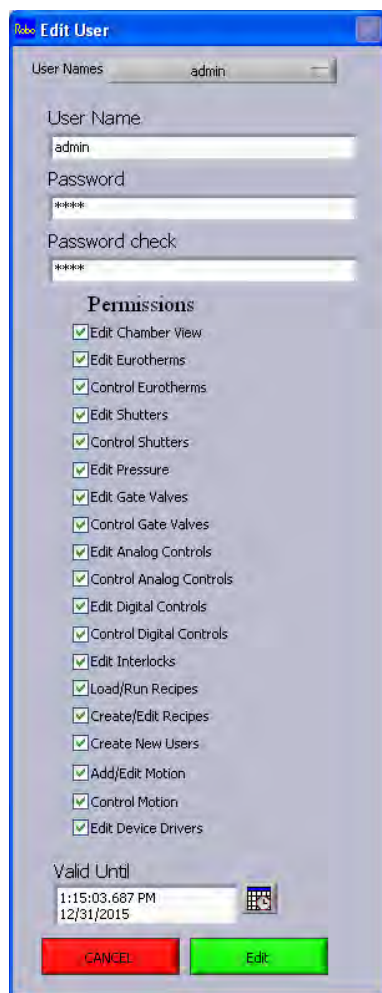 Robo Edit User
User Names admin
User Name
admin
Password
****
Password check
****
Permissions
Edit Chamber View
Edit Eurotherms
Control Eurotherms
Edit Shutters
Control Shutters
Edit Pressure
Edit Gate Valves
Control Gate Valves
Edit Analog Controls
Control Analog Controls
Edit Digital Controls
Control Digital Controls
Edit Interlocks
Load/Run Recipes
Create/Edit Recipes
Create New Users
Add/Edit Motion
Control Motion
Edit Device Drivers
Valid Until
1:15:03.687 PM
12/31/2015
CANCEL Edit